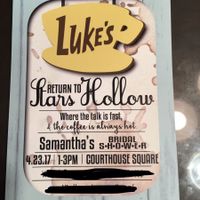 LUKE'S
RETURN TO
Stars Hollow
Where the talk is fast,
& the coffee is always hot
Samantha's BRIDAL SHOWER
4.23.17 | 1-3PM | COURTHOUSE SQUARE